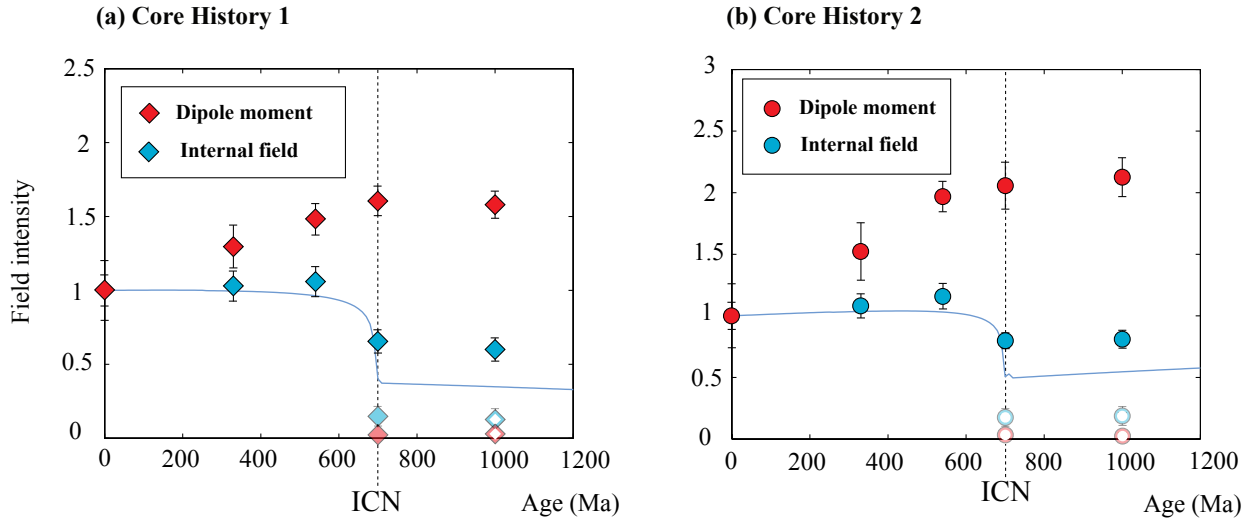 (a) Core History 1
2.5
2
1.5
1
0.5
0
Field intensity
Dipole moment
Internal field
0 200 400 600 800 1000 1200
ICN
Age (Ma)
(b) Core History 2
3
2.5
2
1.5
1
0.5
0
Dipole moment
Internal field
0 200 400 600 800 1000 1200
ICN
Age (Ma)